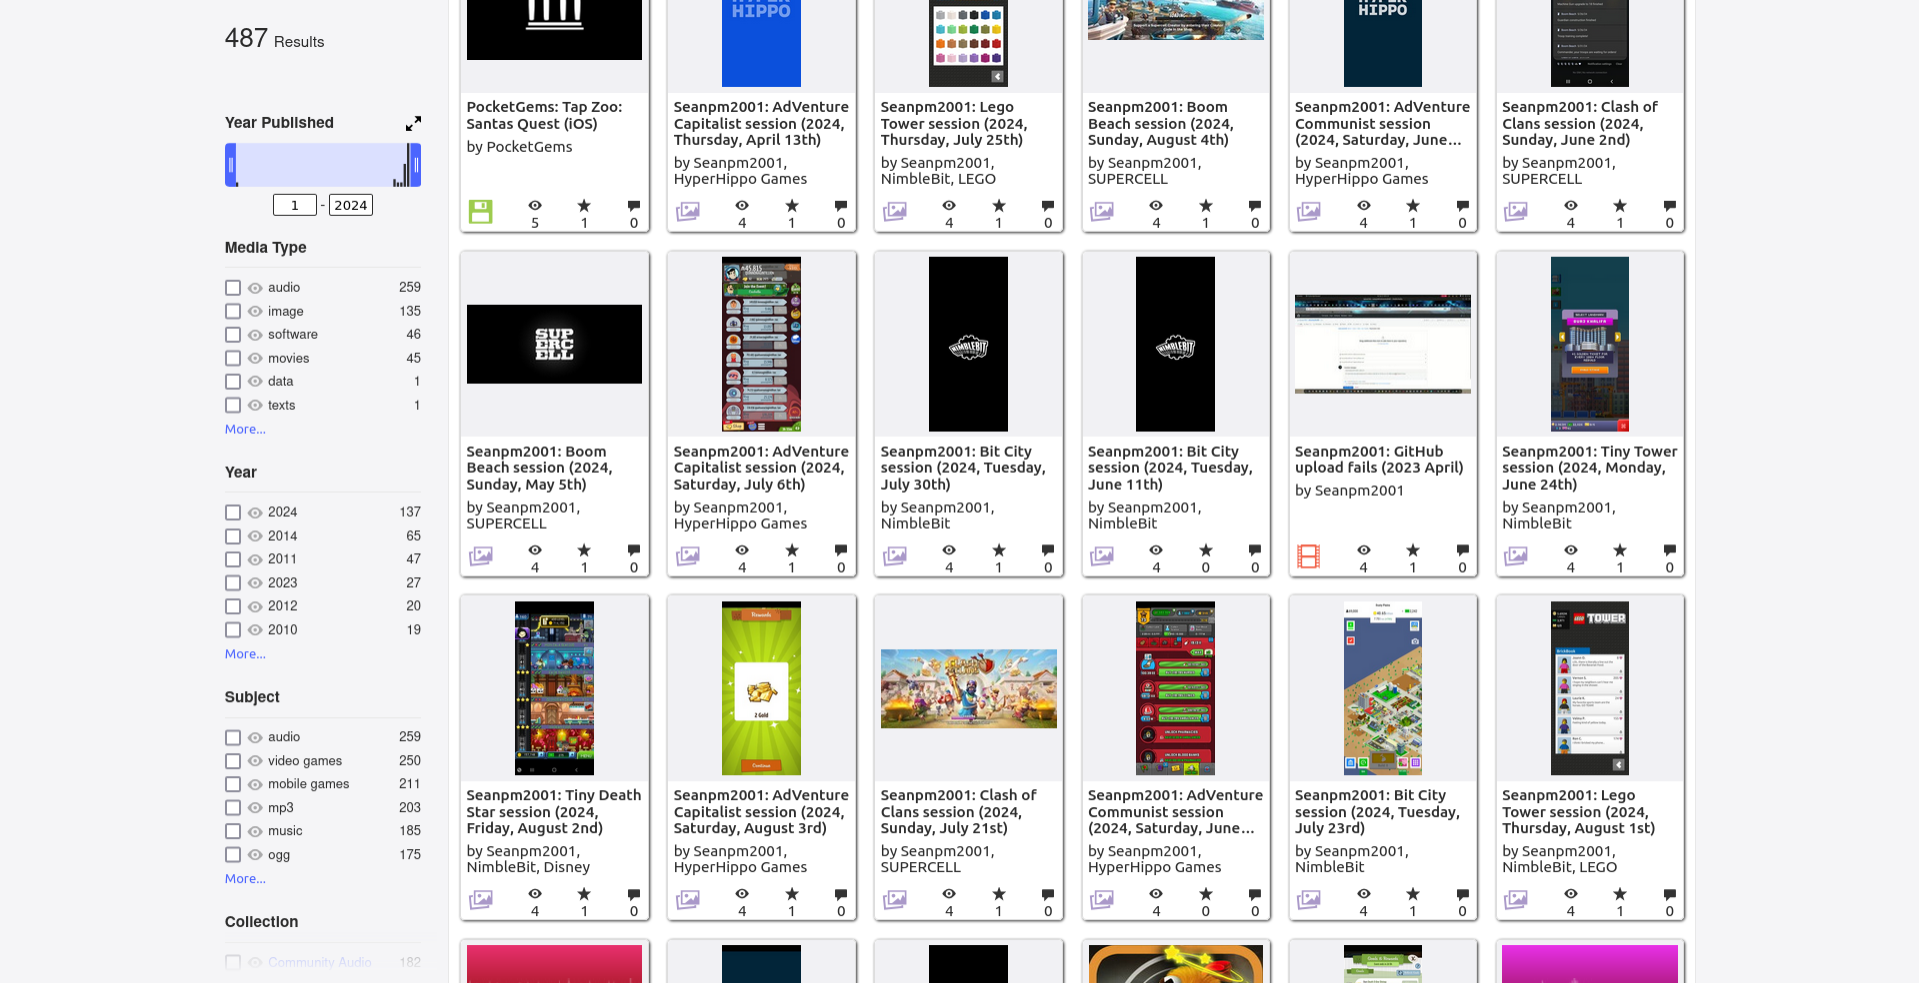 487 Results
Year Published
1 - 2024
Media Type
audio 259
image 135
software 46
movies 45
data 1
texts 1
More...
Year
2024 137
2014 65
2011 47
2023 27
2012 20
2010 19
More...
Subject
audio 259
video games 250
mobile games 211
mp3 203
music 185
ogg 175
More...
Collection
Community Audio 182
PocketGems: Tap Zoo:
Santas Quest (iOS)
by PocketGems
5 1 0
HYPER
HIPPO
Seanpm2001: AdVenture
Capitalist session (2024,
Thursday, April 13th)
by Seanpm2001,
HyperHippo Games
4 1 0
Seanpm2001: Lego
Tower session (2024,
Thursday, July 25th)
by Seanpm2001,
NimbleBit, LEGO
4 1 0
Seanpm2001: Boom
Beach session (2024,
Sunday, August 4th)
by Seanpm2001,
SUPERCELL
4 1 0
HIPPO
Seanpm2001: AdVenture
Communist session
(2024, Saturday, June...
by Seanpm2001,
HyperHippo Games
4 1 0
Seanpm2001: Clash of
Clans session (2024,
Sunday, June 2nd)
by Seanpm2001,
SUPERCELL
4 1 0
SUP
ERC
ELL
Seanpm2001: Boom
Beach session (2024,
Sunday, May 5th)
by Seanpm2001,
SUPERCELL
4 1 0
Seanpm2001: AdVenture
Capitalist session (2024,
Saturday, July 6th)
by Seanpm2001,
HyperHippo Games
4 1 0
NIMBLEBIT
Seanpm2001: Bit City
session (2024, Tuesday,
July 30th)
by Seanpm2001,
NimbleBit
4 1 0
NIMBLEBIT
Seanpm2001: Bit City
session (2024, Tuesday,
June 11th)
by Seanpm2001,
NimbleBit
4 0 0
Seanpm2001: GitHub
upload fails (2023 April)
by Seanpm2001
4 1 0
Seanpm2001: Tiny Tower
session (2024, Monday,
June 24th)
by Seanpm2001,
NimbleBit
4 1 0
Seanpm2001: Tiny Death
Star session (2024,
Friday, August 2nd)
by Seanpm2001,
NimbleBit, Disney
4 1 0
Rewards
2 Gold
Continue
Seanpm2001: AdVenture
Capitalist session (2024,
Saturday, August 3rd)
by Seanpm2001,
HyperHippo Games
4 1 0
Seanpm2001: Clash of
Clans session (2024,
Sunday, July 21st)
by Seanpm2001,
SUPERCELL
4 1 0
Seanpm2001: AdVenture
Communist session
(2024, Saturday, June...
by Seanpm2001,
HyperHippo Games
4 0 0
Seanpm2001: Bit City
session (2024, Tuesday,
July 23rd)
by Seanpm2001,
NimbleBit
4 1 0
LEGO TOWER
Seanpm2001: Lego
Tower session (2024,
Thursday, August 1st)
by Seanpm2001,
NimbleBit, LEGO
4 1 0